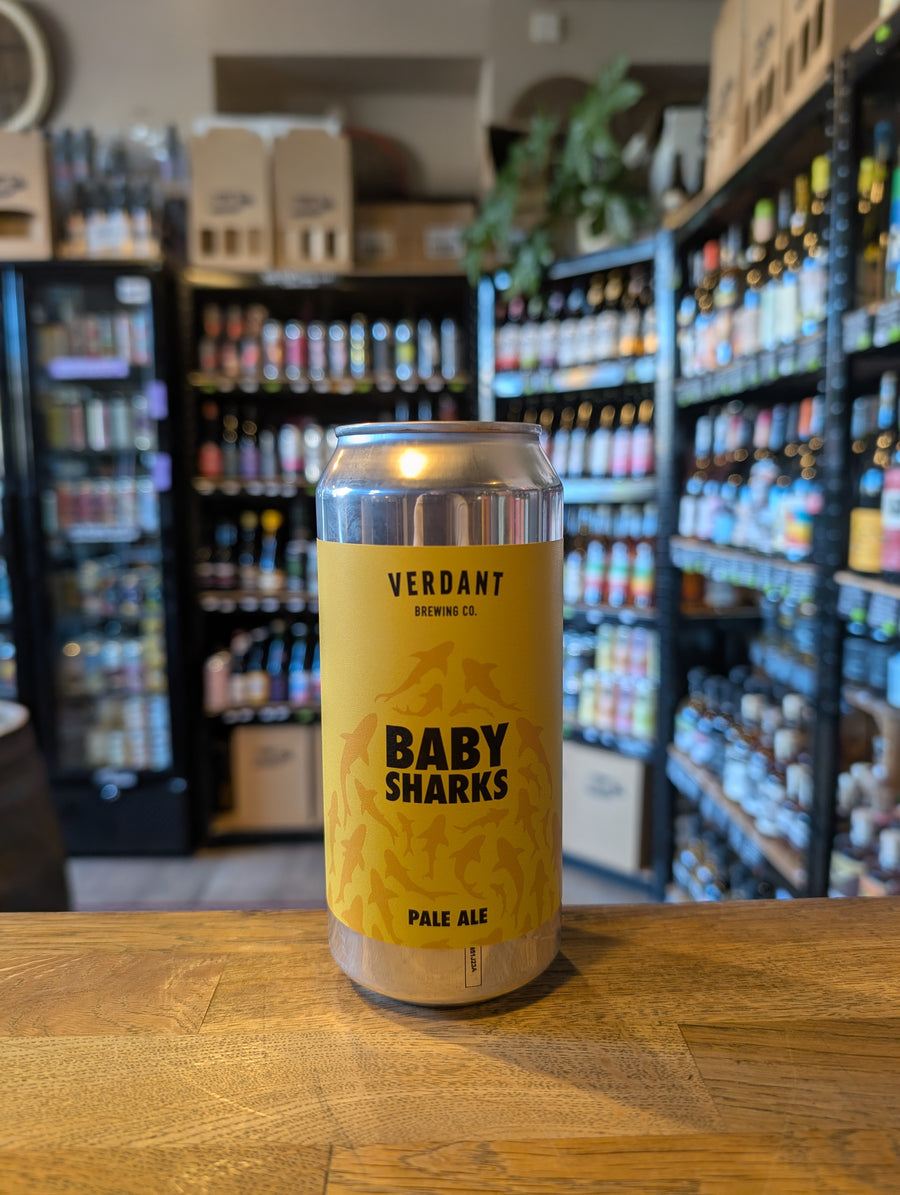 VERDANT
BREWING CO.
BABY
SHARKS
PALE ALE